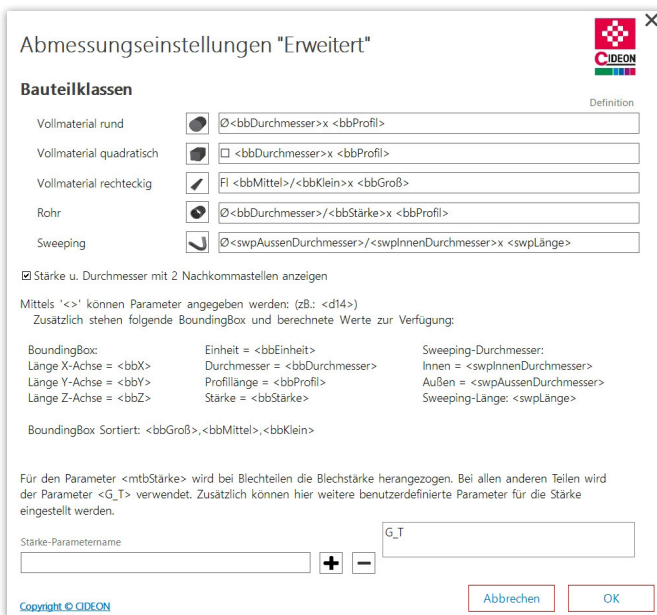 Abmessungseinstellungen "Erweitert"
CIDEON
Bauteilklassen
Definition
Vollmaterial rund
Ø<bbDurchmesser>x <bbProfil>
Vollmaterial quadratisch
□ <bbDurchmesser>x <bbProfil>
Vollmaterial rechteckig
Fl <bbMittel>/<bbKlein>x <bbGroß>
Rohr
Ø<bbDurchmesser>/<bbStärke>x <bbProfil>
Sweeping
Ø<swpAussenDurchmesser>/<swpInnenDurchmesser>x <swpLänge>
Stärke u. Durchmesser mit 2 Nachkommastellen anzeigen
Mittels '<>' können Parameter angegeben werden: (zB.: <d14>)
Zusätzlich stehen folgende BoundingBox und berechnete Werte zur Verfügung:
BoundingBox:
Länge X-Achse = <bbX>
Länge Y-Achse = <bbY>
Länge Z-Achse = <bbZ>
Einheit = <bbEinheit>
Durchmesser = <bbDurchmesser>
Profillänge = <bbProfil>
Stärke = <bbStärke>
Sweeping-Durchmesser:
Innen = <swpInnenDurchmesser>
Außen = <swpAussenDurchmesser>
Sweeping-Länge: <swpLänge>
BoundingBox Sortiert: <bbGroß>,<bbMittel>,<bbKlein>
Für den Parameter <mtbStärke> wird bei Blechteilen die Blechstärke herangezogen. Bei allen anderen Teilen wird
der Parameter <G_T> verwendet. Zusätzlich können hier weitere benutzerdefinierte Parameter für die Stärke
eingestellt werden.
Stärke-Parametername
G_T
Copyright © CIDEON
Abbrechen
OK